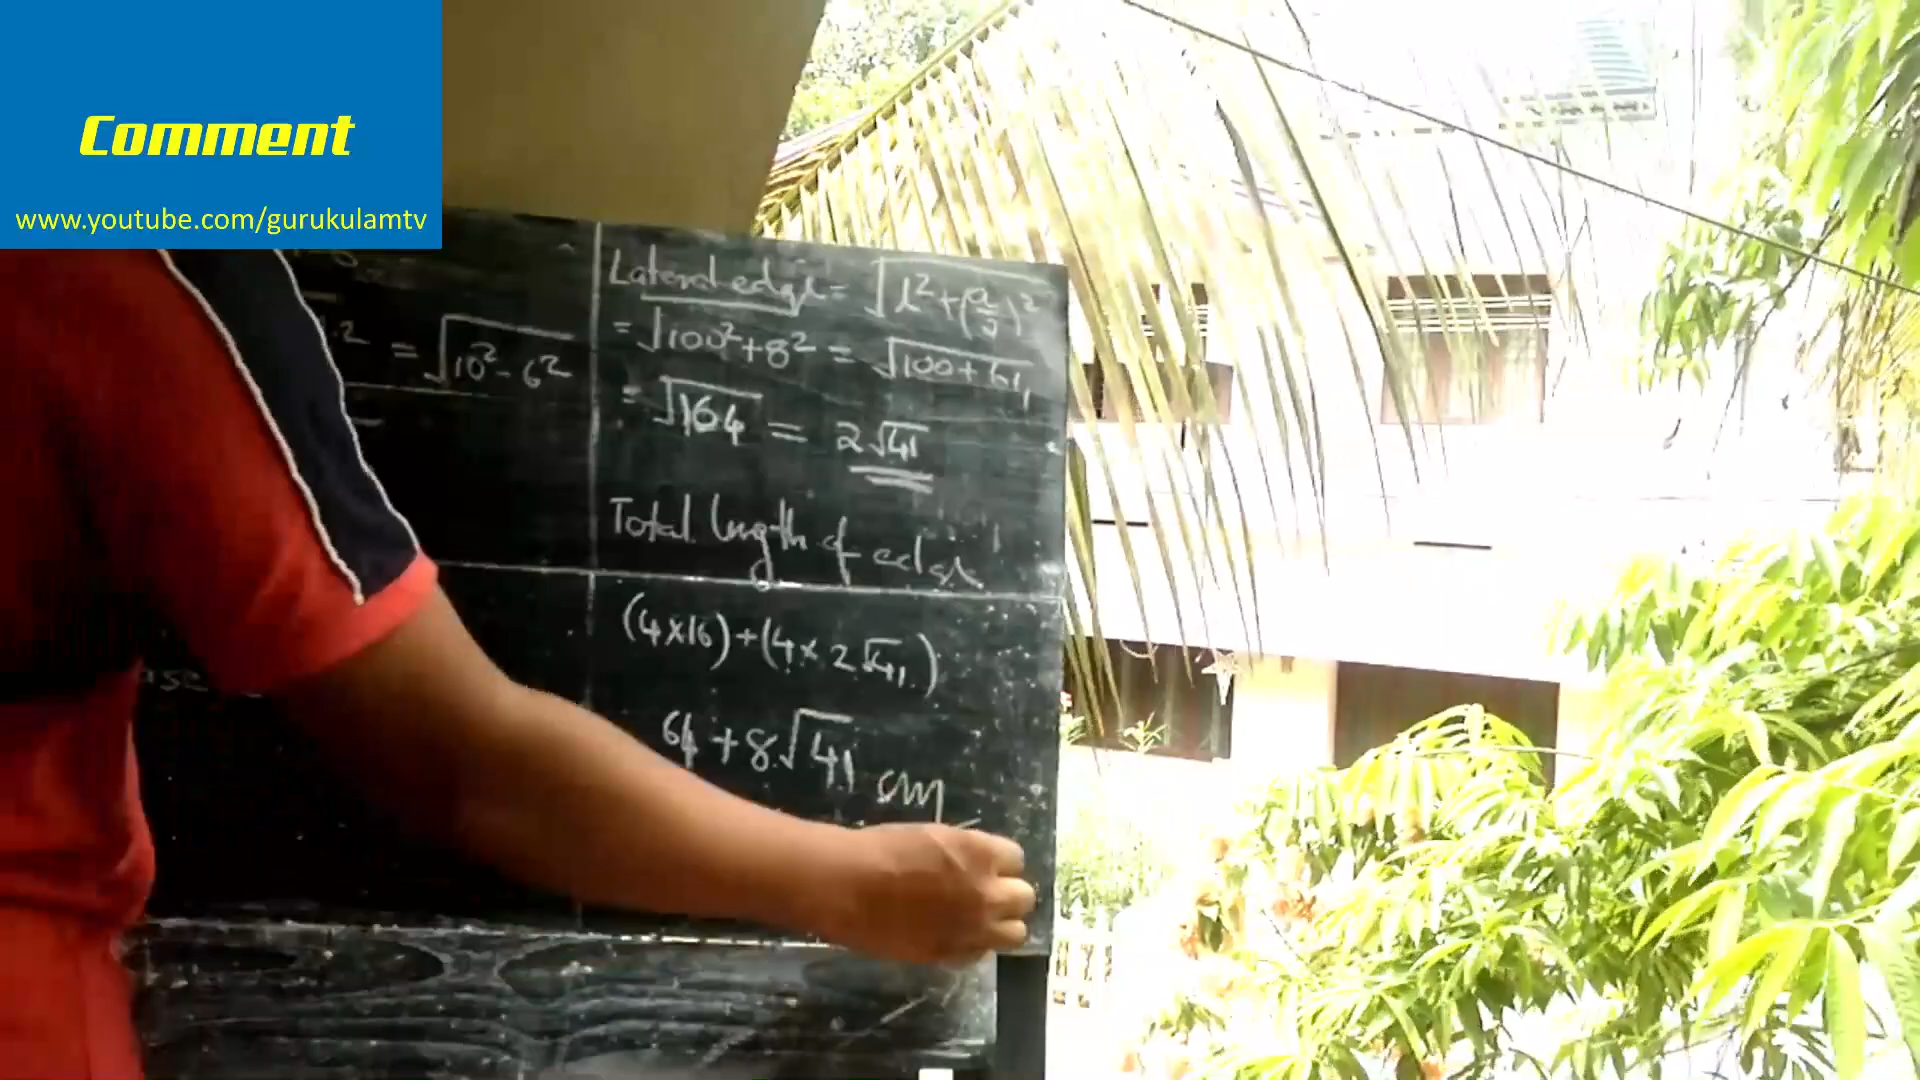 Comment
www.youtube.com/gurukulamtv
= √10² - 6²
Lateral edge = √l² + (a/2)²
= √100² + 8² = √100 + 64
= √164 = 2√41
Total length of edge
(4×16) + (4 × 2√41)
64 + 8√41 cm